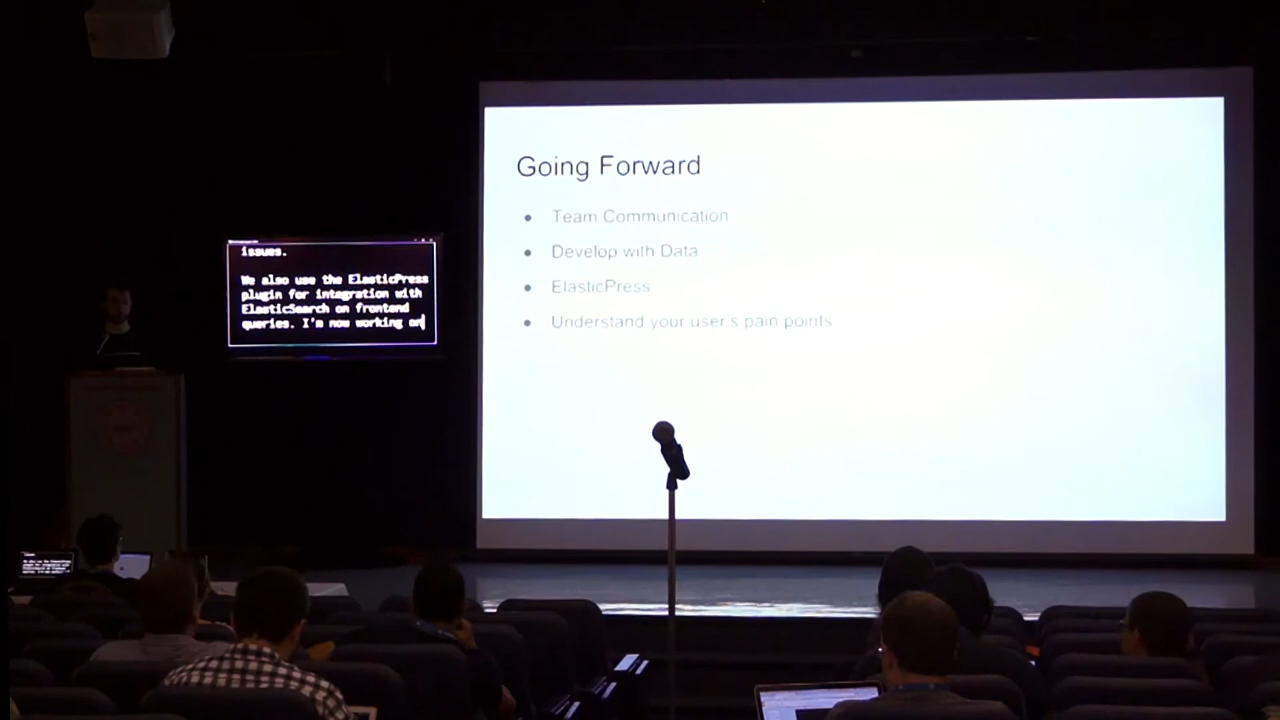 issues.
We also use the ElasticPress
plugin for integration with
ElasticSearch on frontend
queries. I'm now working on
Going Forward
Team Communication
Develop with Data
ElasticPress
Understand your user's pain points